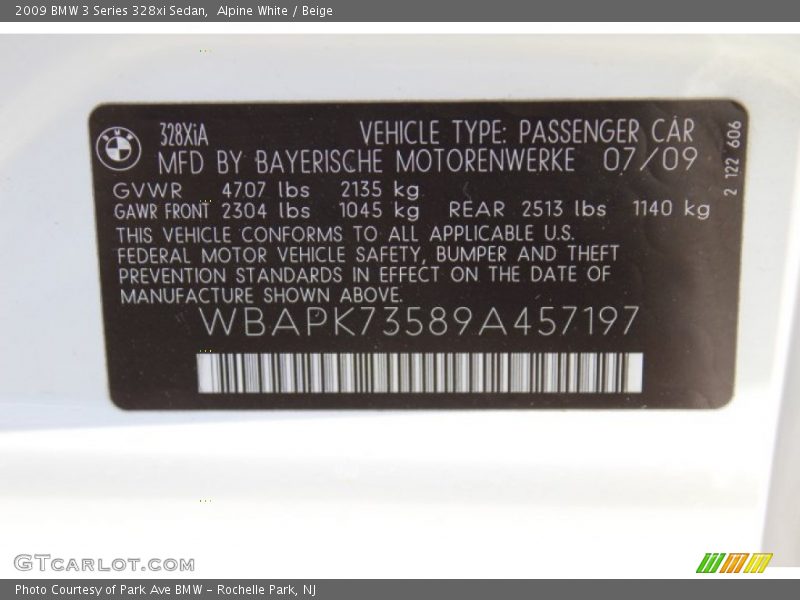 2009 BMW 3 Series 328xi Sedan, Alpine White / Beige
BMW
328XiA
VEHICLE TYPE: PASSENGER CAR
MFD BY BAYERISCHE MOTORENWERKE 07/09
2 122 606
GVWR 4707 lbs 2135 kg
GAWR FRONT 2304 lbs 1045 kg REAR 2513 lbs 1140 kg
THIS VEHICLE CONFORMS TO ALL APPLICABLE U.S.
FEDERAL MOTOR VEHICLE SAFETY, BUMPER AND THEFT
PREVENTION STANDARDS IN EFFECT ON THE DATE OF
MANUFACTURE SHOWN ABOVE.
WBAPK73589A457197
GTCARLOT.COM
Photo Courtesy of Park Ave BMW - Rochelle Park, NJ